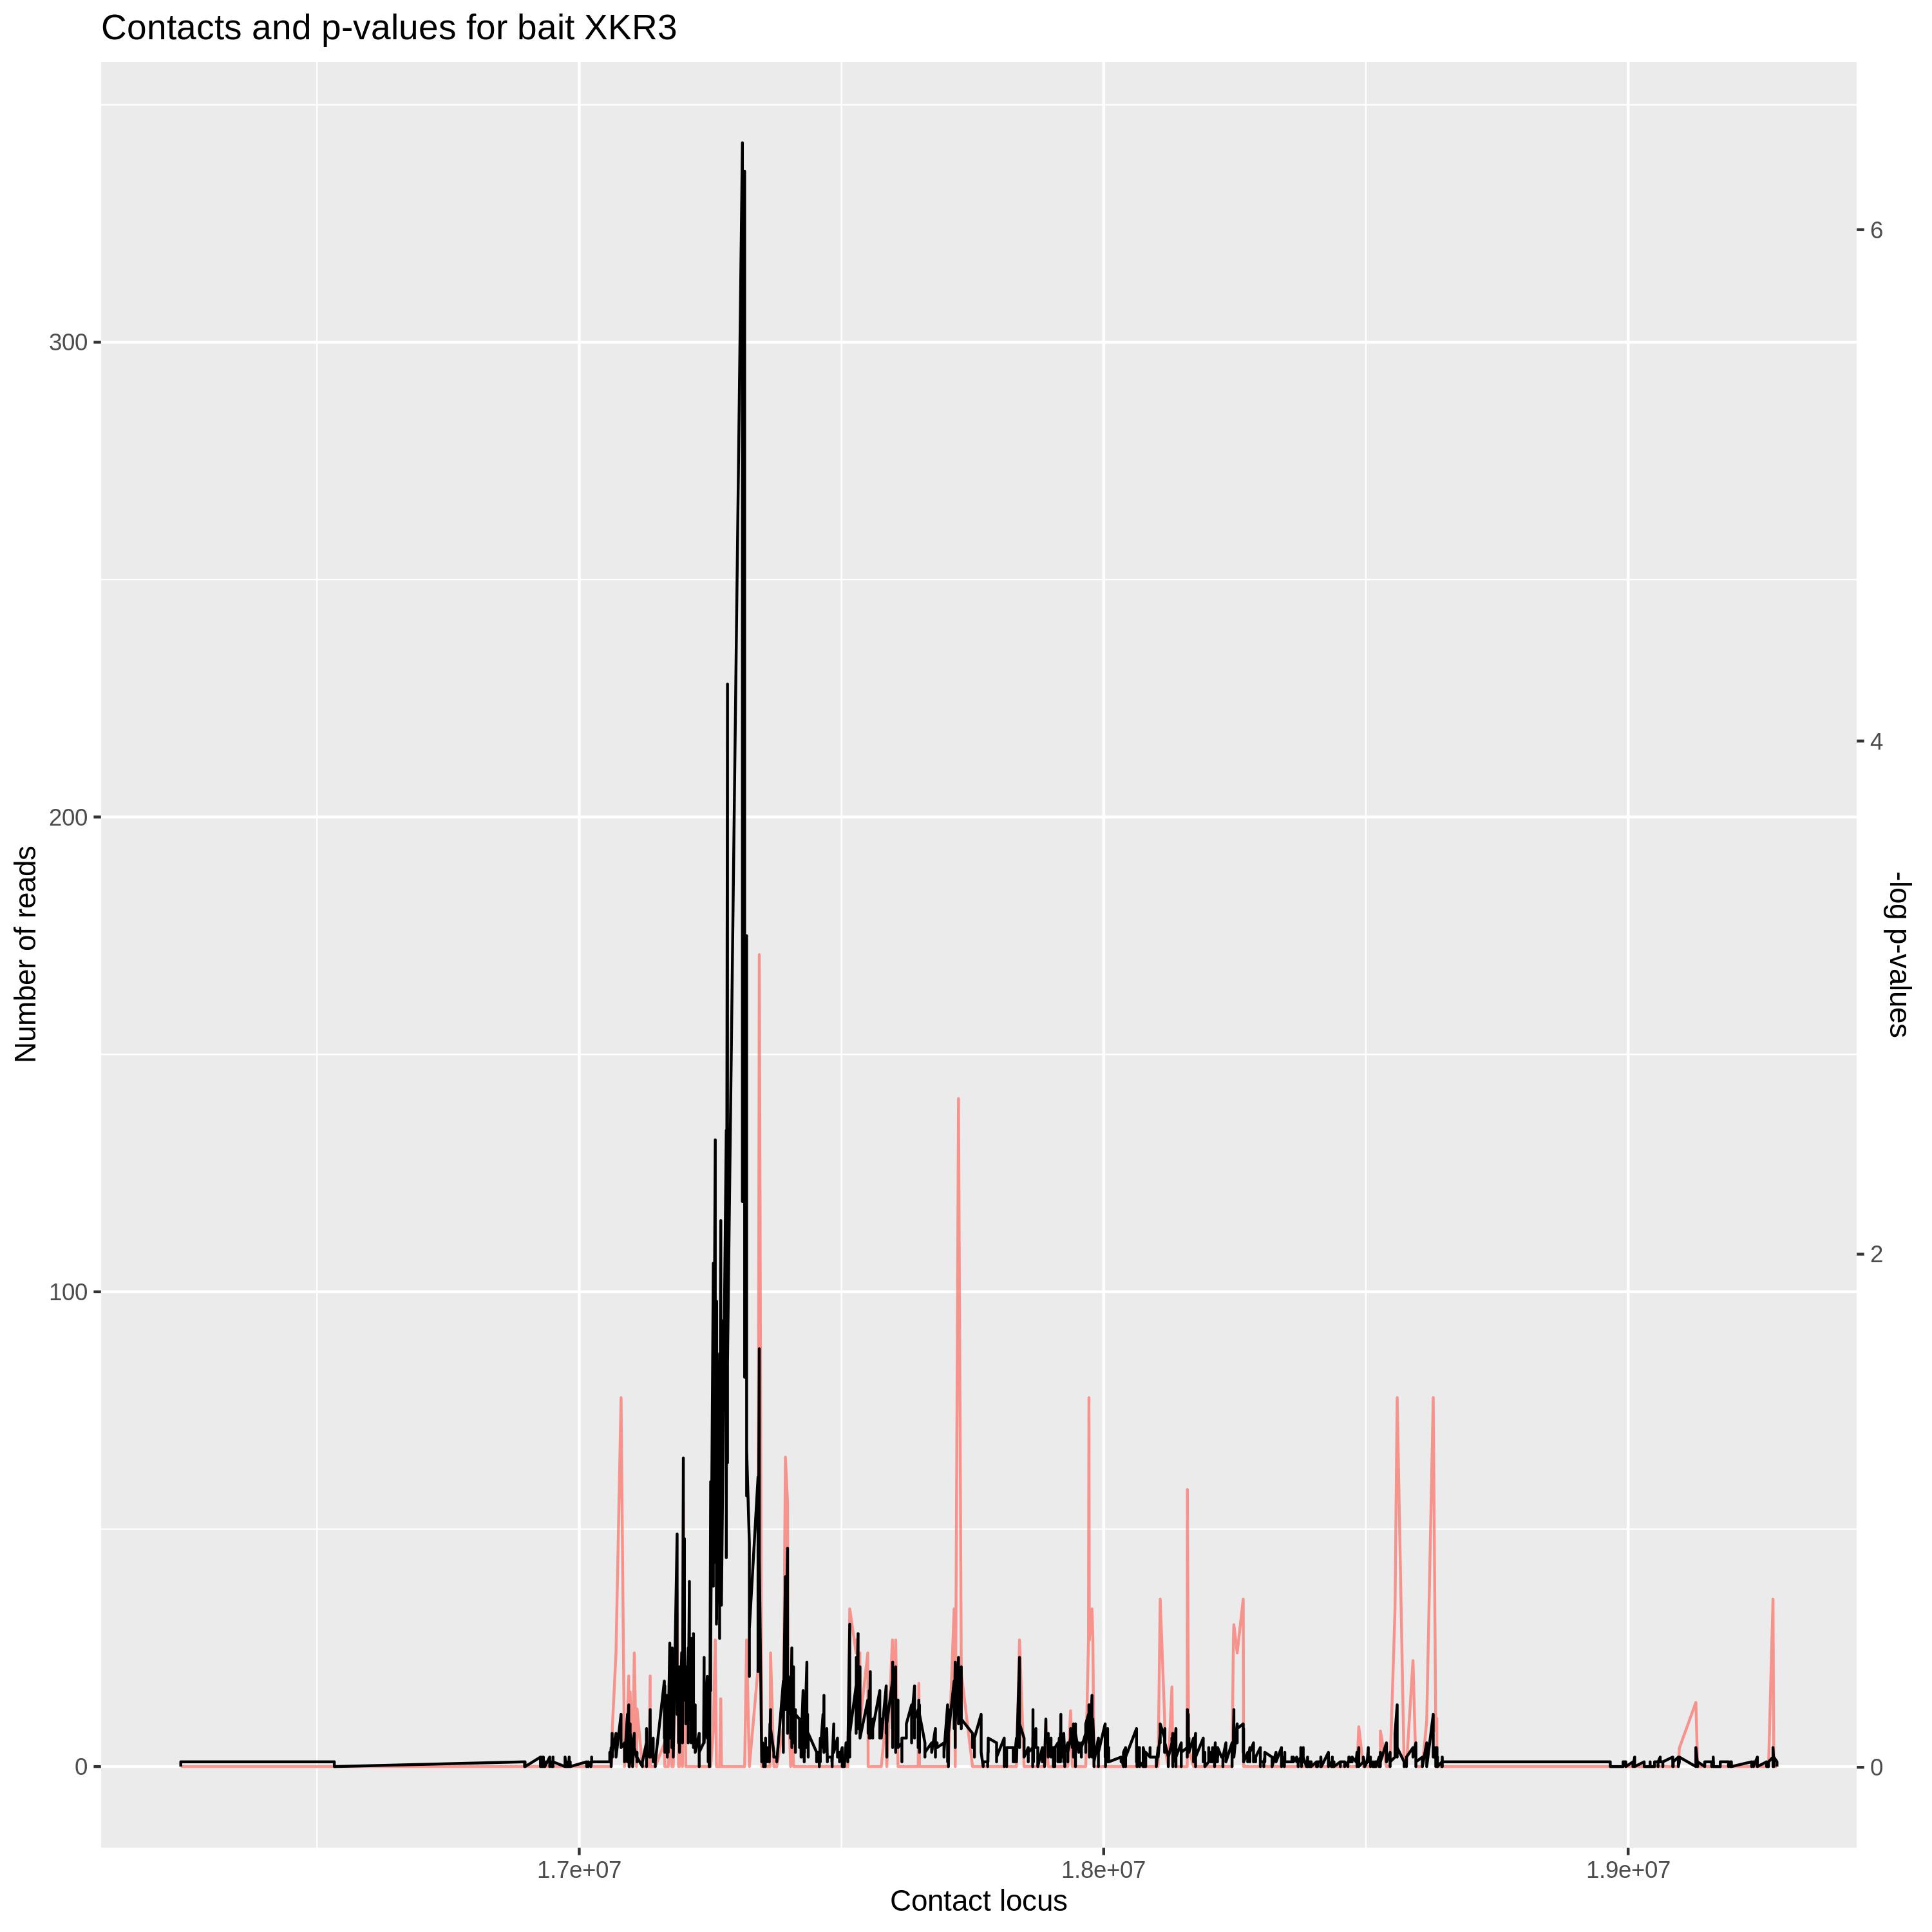 Contacts and p-values for bait XKR3
300
200
100
0
Number of reads
6
4
2
0
-log p-values
1.7e+07
1.8e+07
1.9e+07
Contact locus